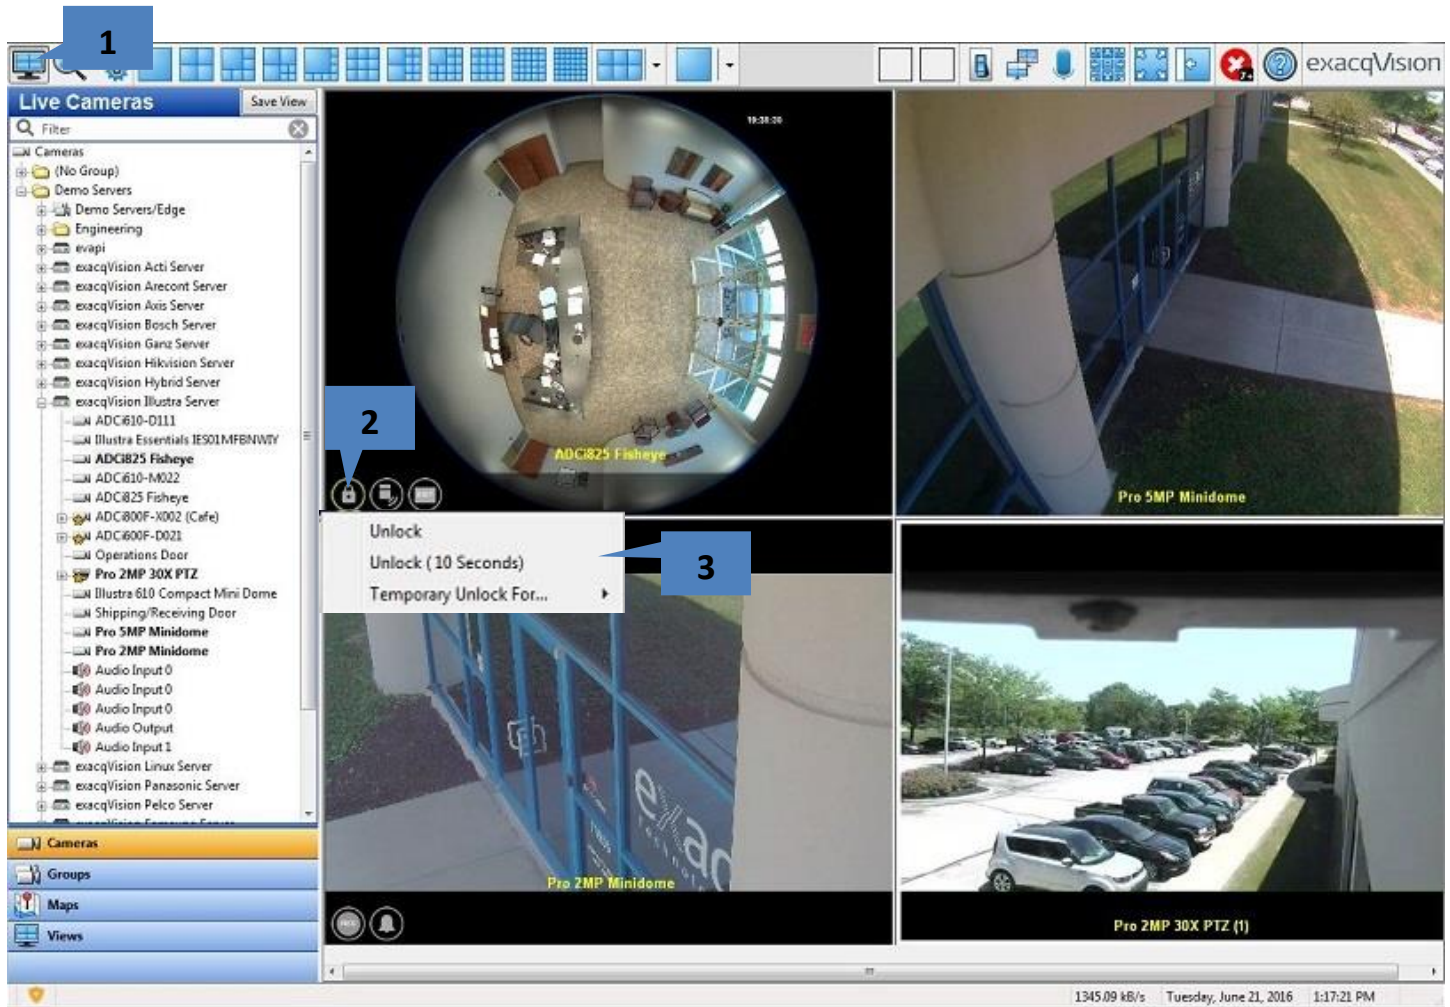 1
exacqVision
Live Cameras
Save View
Filter
Cameras
(No Group)
Demo Servers
Demo Servers/Edge
Engineering
evapi
exacqVision Acti Server
exacqVision Arecont Server
exacqVision Axis Server
exacqVision Bosch Server
exacqVision Ganz Server
exacqVision Hikvision Server
exacqVision Hybrid Server
exacqVision Illustra Server
ADCi610-D111
Illustra Essentials IES01MFBNWIY
ADCi825 Fisheye
ADCi610-M022
ADCi825 Fisheye
ADCi800F-X002 (Cafe)
ADCi600F-D021
Operations Door
Pro 2MP 30X PTZ
Illustra 610 Compact Mini Dome
Shipping/Receiving Door
Pro 5MP Minidome
Pro 2MP Minidome
Audio Input 0
Audio Input 0
Audio Input 0
Audio Output
Audio Input 1
exacqVision Linux Server
exacqVision Panasonic Server
exacqVision Pelco Server
Cameras
Groups
Maps
Views
ADCi825 Fisheye
2
Unlock
Unlock (10 Seconds)
Temporary Unlock For...
3
Pro 5MP Minidome
exac
Pro 2MP Minidome
Pro 2MP 30X PTZ (1)
1345.09 kB/s Tuesday, June 21, 2016 1:17:21 PM